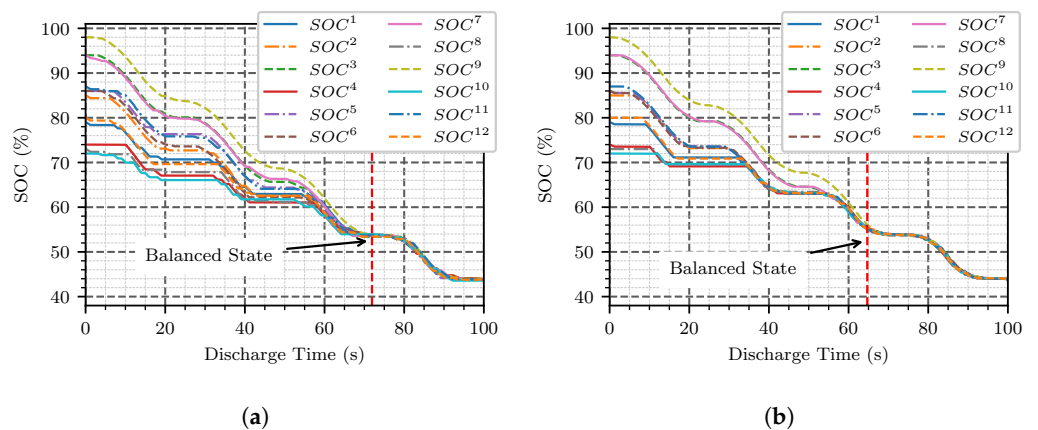 SOC¹ SOC⁷
SOC² SOC⁸
SOC³ SOC⁹
SOC⁴ SOC¹⁰
SOC⁵ SOC¹¹
SOC⁶ SOC¹²
100
90
80
70
60
50
40
SOC (%)
Balanced State
0 20 40 60 80 100
Discharge Time (s)
(a)
SOC¹ SOC⁷
SOC² SOC⁸
SOC³ SOC⁹
SOC⁴ SOC¹⁰
SOC⁵ SOC¹¹
SOC⁶ SOC¹²
100
90
80
70
60
50
40
SOC (%)
Balanced State
0 20 40 60 80 100
Discharge Time (s)
(b)